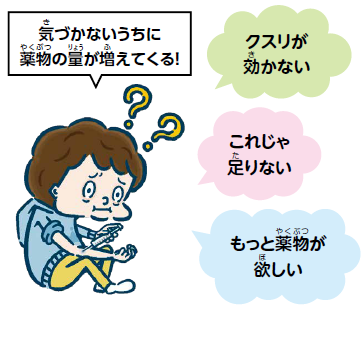 気づかないうちに
薬物の量が増えてくる!
クスリが
効かない
これじゃ
足りない
もっと薬物が
欲しい